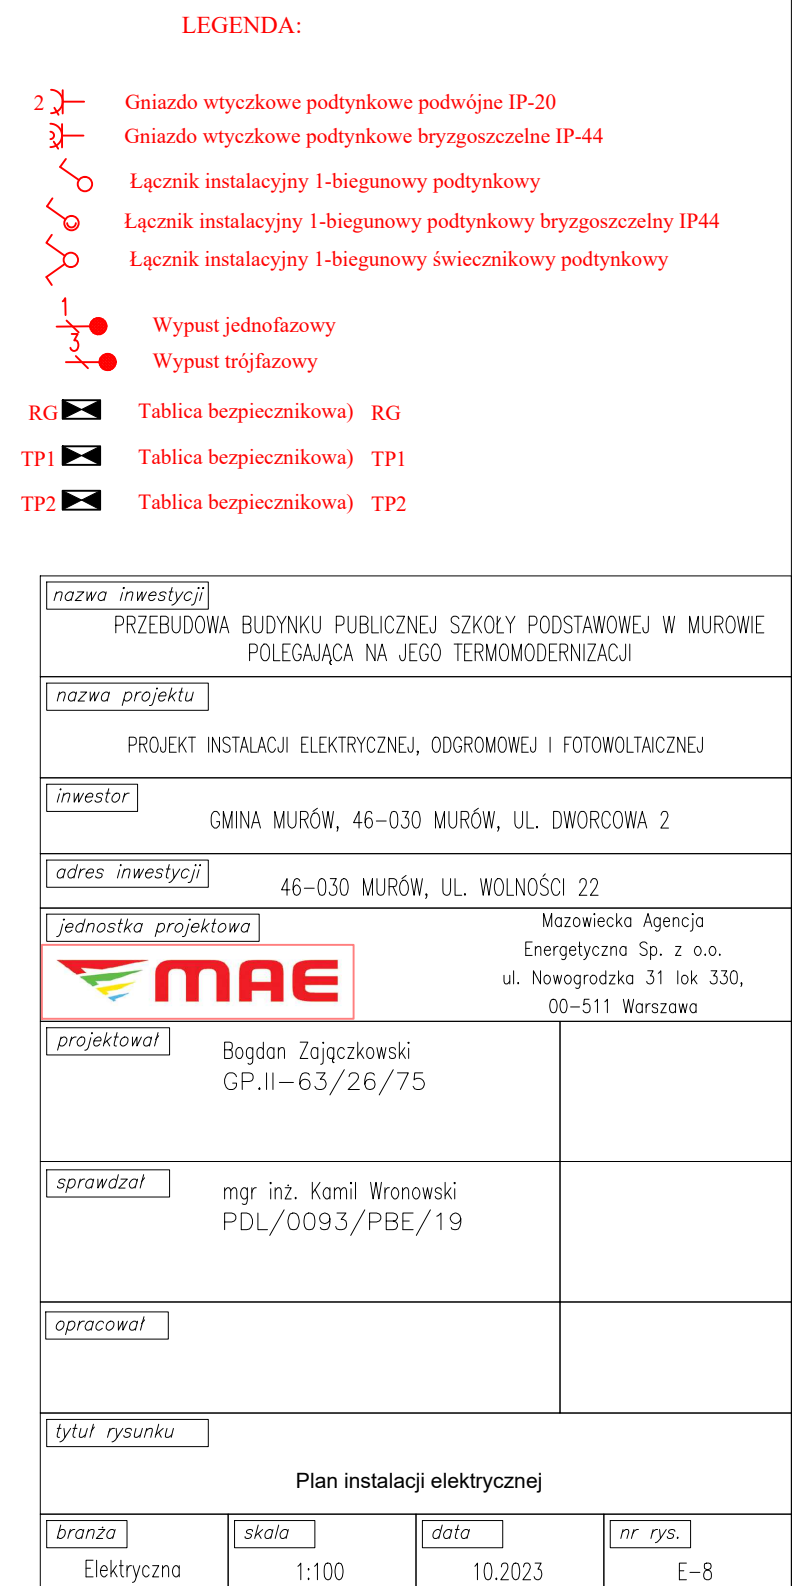 LEGENDA:
2 Gniazdo wtyczkowe podtynkowe podwójne IP-20
Gniazdo wtyczkowe podtynkowe bryzgoszczelne IP-44
Łącznik instalacyjny 1-biegunowy podtynkowy
Łącznik instalacyjny 1-biegunowy podtynkowy bryzgoszczelny IP44
Łącznik instalacyjny 1-biegunowy świecznikowy podtynkowy
1 Wypust jednofazowy
3 Wypust trójfazowy
RG Tablica bezpiecznikowa) RG
TP1 Tablica bezpiecznikowa) TP1
TP2 Tablica bezpiecznikowa) TP2
nazwa inwestycji
PRZEBUDOWA BUDYNKU PUBLICZNEJ SZKOŁY PODSTAWOWEJ W MUROWIE
POLEGAJĄCA NA JEGO TERMOMODERNIZACJI
nazwa projektu
PROJEKT INSTALACJI ELEKTRYCZNEJ, ODGROMOWEJ I FOTOWOLTAICZNEJ
inwestor
GMINA MURÓW, 46-030 MURÓW, UL. DWORCOWA 2
adres inwestycji
46-030 MURÓW, UL. WOLNOŚCI 22
jednostka projektowa
MAE
Mazowiecka Agencja
Energetyczna Sp. z o.o.
ul. Nowogrodzka 31 lok 330,
00-511 Warszawa
projektował
Bogdan Zajączkowski
GP.II-63/26/75
sprawdzał
mgr inż. Kamil Wronowski
PDL/0093/PBE/19
opracował
tytuł rysunku
Plan instalacji elektrycznej
branża skala data nr rys.
Elektryczna 1:100 10.2023 E-8